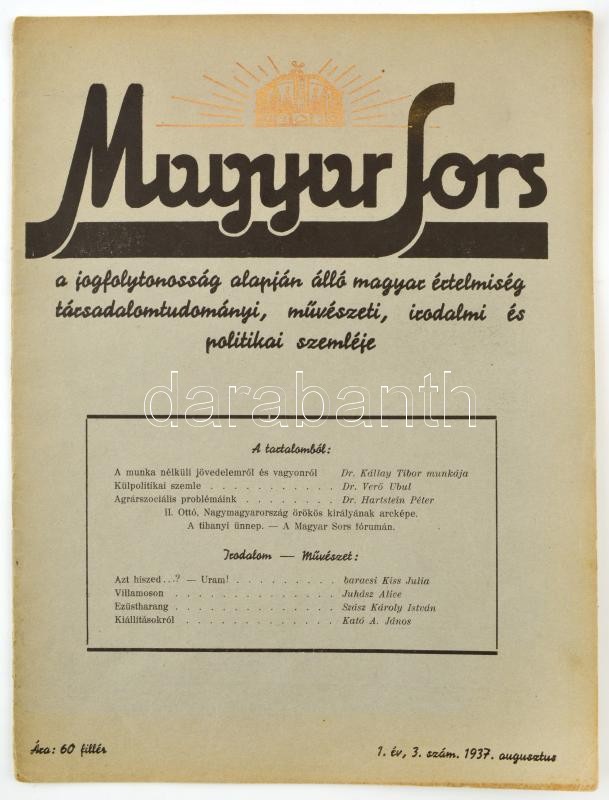 Magyar Sors
a jogfolytonosság alapján álló magyar értelmiség
társadalomtudományi, művészeti, irodalmi és
politikai szemléje
darabanth
A tartalomból:
A munka nélküli jövedelemről és vagyonról Dr. Kállay Tibor munkája
Külpolitikai szemle . . . . . . . . . . . Dr. Verő Ubul
Agrárszociális problémáink . . . . . . . . Dr. Hartstein Péter
II. Ottó, Nagymagyarország örökös királyának arcképe.
A tihanyi ünnep. — A Magyar Sors fórumán.
Irodalom — Művészet:
Azt hiszed...? — Uram! . . . . . . . . . baracsi Kiss Julia
Villamoson . . . . . . . . . . . . . Juhász Alice
Ezüstharang . . . . . . . . . . . . . Szász Károly István
Kiállításokról . . . . . . . . . . . . Kató A. János
Ára: 60 fillér
1. év, 3. szám. 1937. augusztus